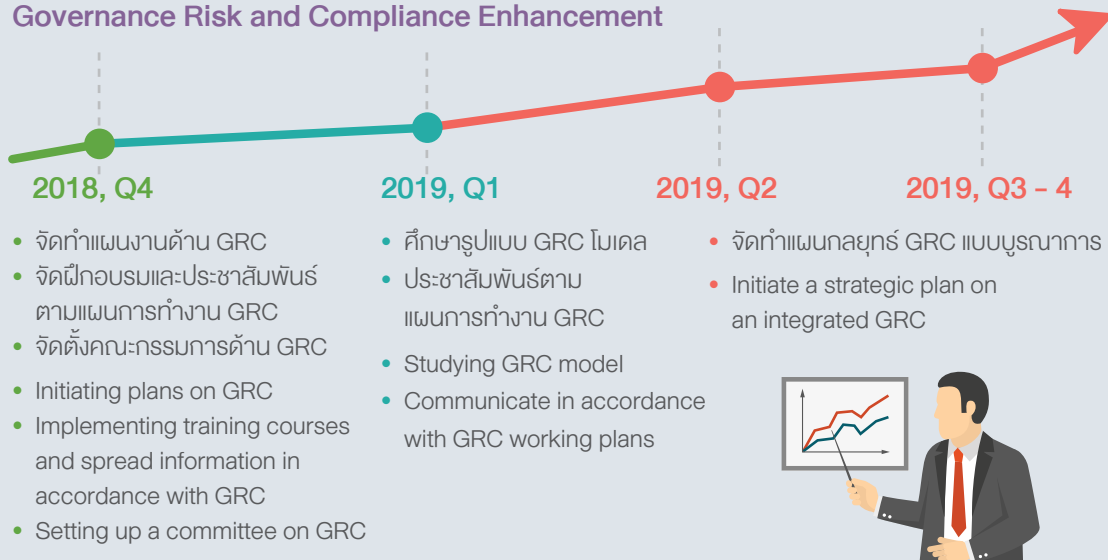 Governance Risk and Compliance Enhancement
2018, Q4
• จัดทำแผนงานด้าน GRC
• จัดฝึกอบรมและประชาสัมพันธ์
ตามแผนการทำงาน GRC
• จัดตั้งคณะกรรมการด้าน GRC
• Initiating plans on GRC
• Implementing training courses
and spread information in
accordance with GRC
• Setting up a committee on GRC
2019, Q1
• ศึกษารูปแบบ GRC โมเดล
• ประชาสัมพันธ์ตาม
แผนการทำงาน GRC
• Studying GRC model
• Communicate in accordance
with GRC working plans
2019, Q2
2019, Q3 - 4
• จัดทำแผนกลยุทธ์ GRC แบบบูรณาการ
• Initiate a strategic plan on
an integrated GRC